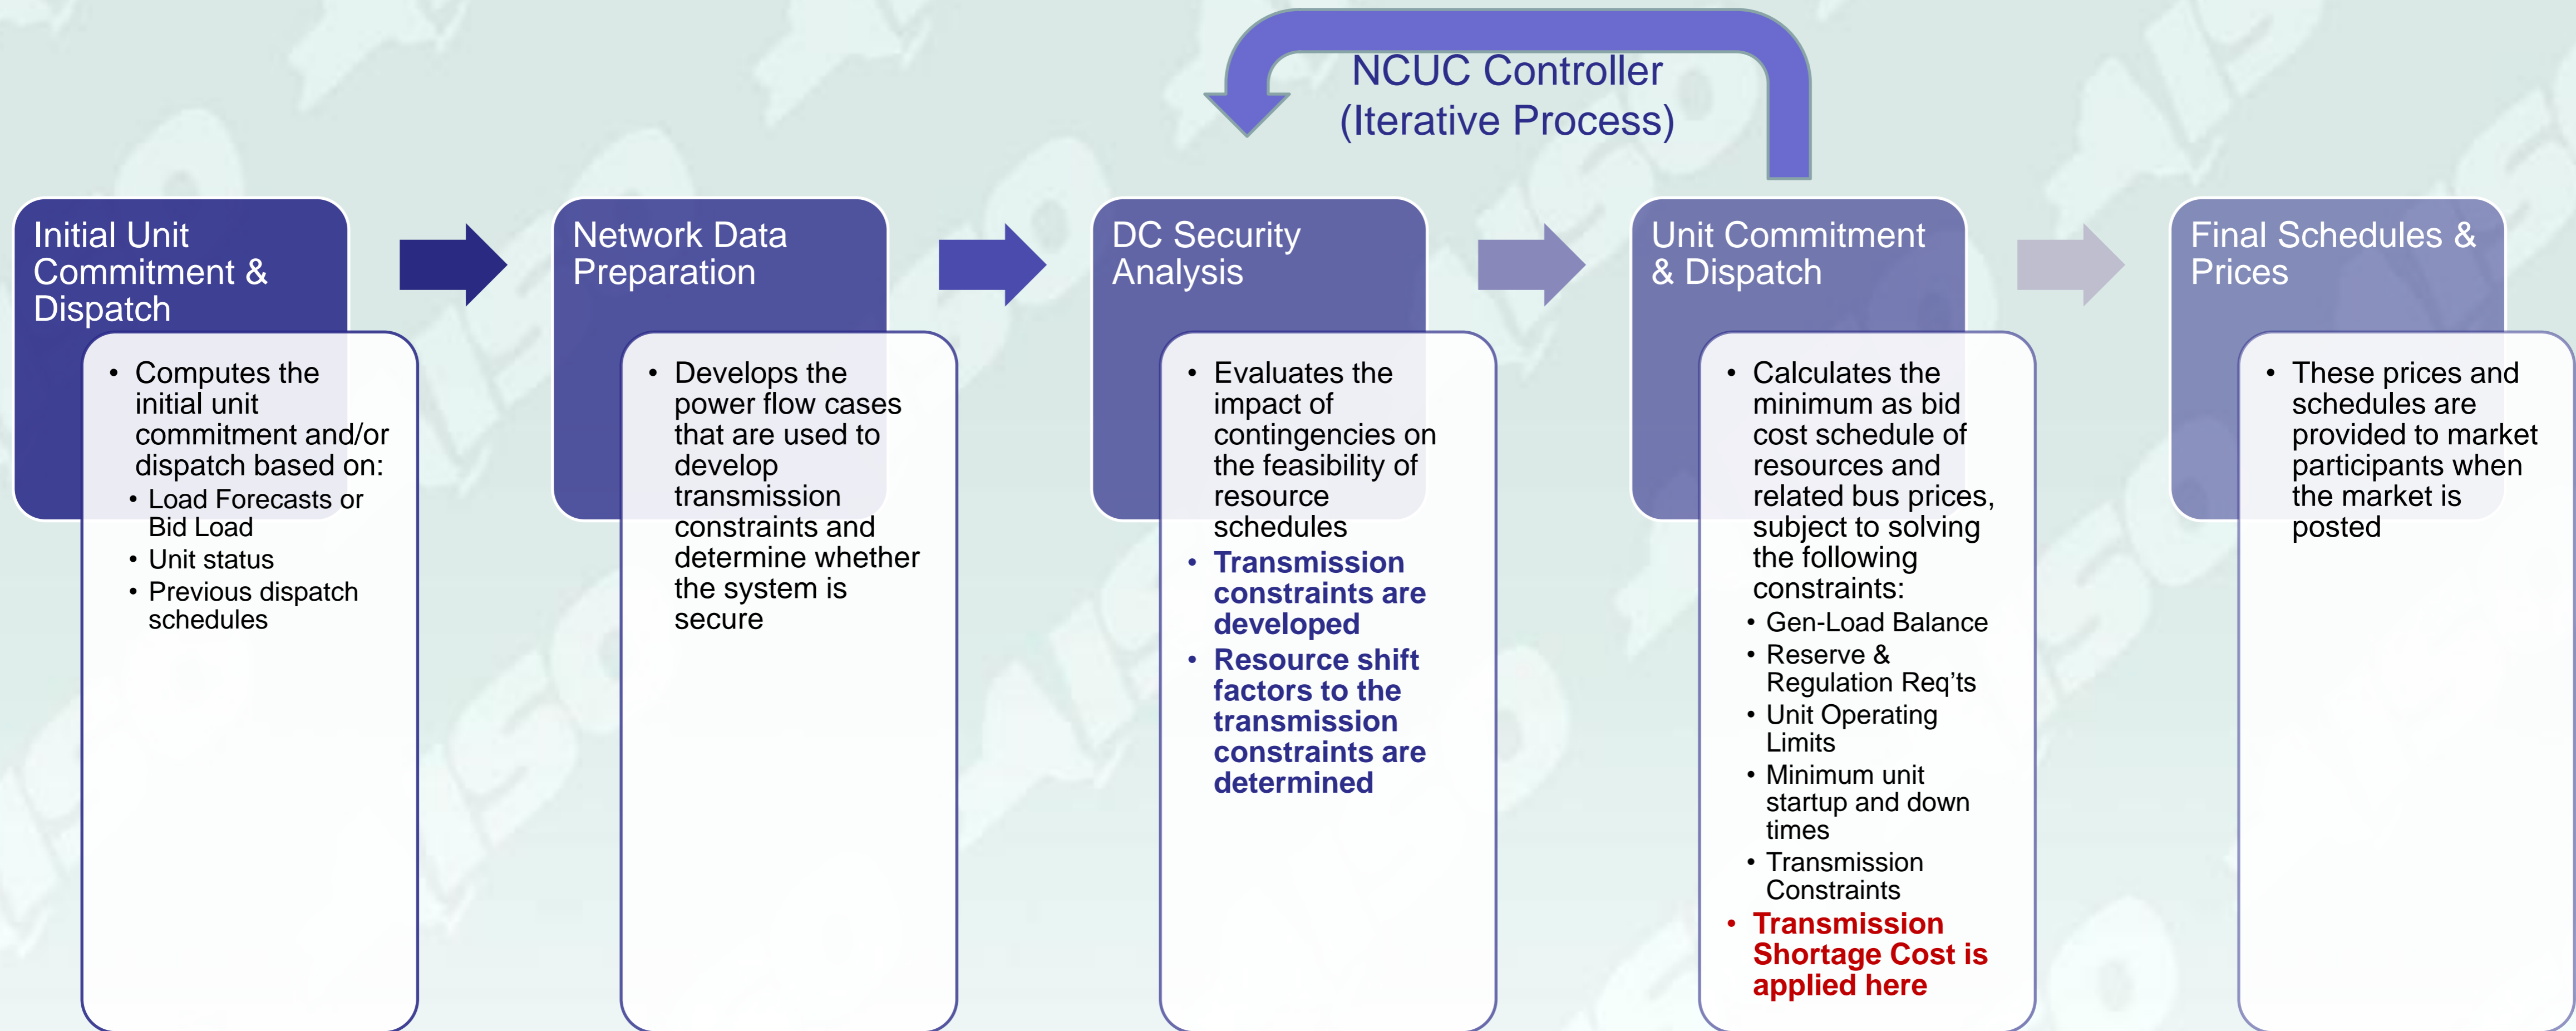 NCUC Controller
(Iterative Process)
Initial Unit
Commitment &
Dispatch
• Computes the
initial unit
commitment and/or
dispatch based on:
• Load Forecasts or
Bid Load
• Unit status
• Previous dispatch
schedules
Network Data
Preparation
• Develops the
power flow cases
that are used to
develop
transmission
constraints and
determine whether
the system is
secure
DC Security
Analysis
• Evaluates the
impact of
contingencies on
the feasibility of
resource
schedules
• Transmission
constraints are
developed
• Resource shift
factors to the
transmission
constraints are
determined
Unit Commitment
& Dispatch
• Calculates the
minimum as bid
cost schedule of
resources and
related bus prices,
subject to solving
the following
constraints:
• Gen-Load Balance
• Reserve &
Regulation Req’ts
• Unit Operating
Limits
• Minimum unit
startup and down
times
• Transmission
Constraints
• Transmission
Shortage Cost is
applied here
Final Schedules &
Prices
• These prices and
schedules are
provided to market
participants when
the market is
posted